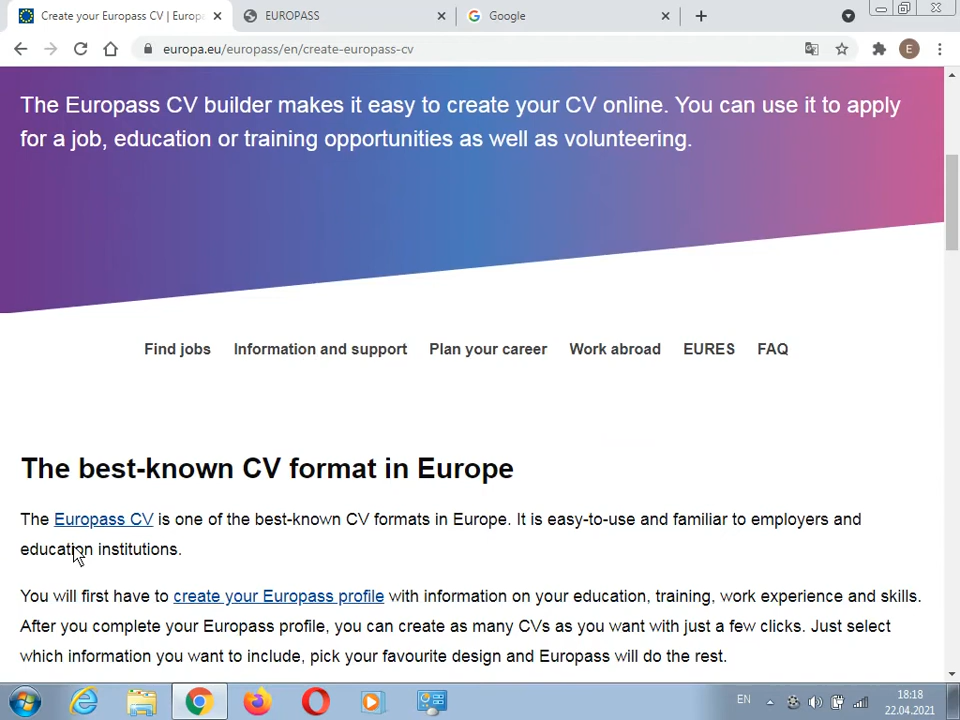 Create your Europass CV | Europ
EUROPASS
Google
europa.eu/europass/en/create-europass-cv
E
The Europass CV builder makes it easy to create your CV online. You can use it to apply
for a job, education or training opportunities as well as volunteering.
Find jobs
Information and support
Plan your career
Work abroad
EURES
FAQ
The best-known CV format in Europe
The Europass CV is one of the best-known CV formats in Europe. It is easy-to-use and familiar to employers and
education institutions.
You will first have to create your Europass profile with information on your education, training, work experience and skills.
After you complete your Europass profile, you can create as many CVs as you want with just a few clicks. Just select
which information you want to include, pick your favourite design and Europass will do the rest.
EN
18:18
22.04.2021